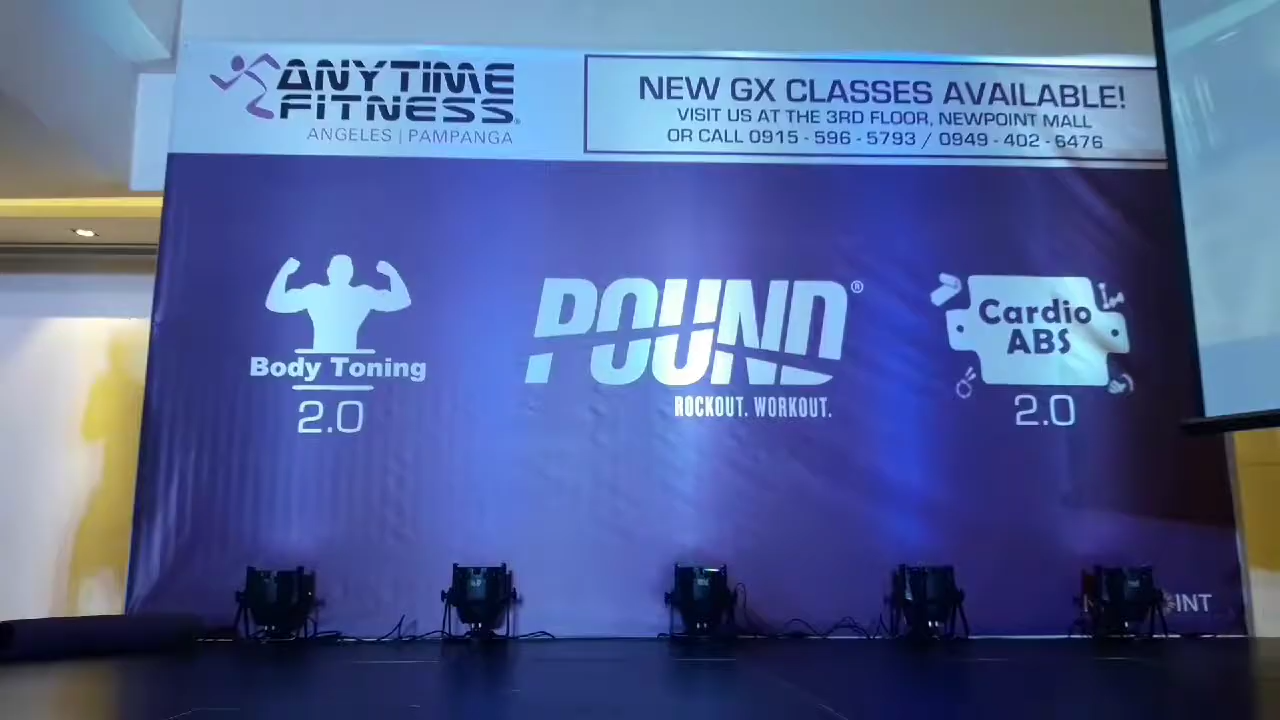 ANYTIME
FITNESS®
ANGELES | PAMPANGA
NEW GX CLASSES AVAILABLE!
VISIT US AT THE 3RD FLOOR, NEWPOINT MALL
OR CALL 0915 - 596 - 5793 / 0949 - 402 - 6476
Body Toning
2.0
POUND®
ROCKOUT. WORKOUT.
Cardio
ABS
2.0